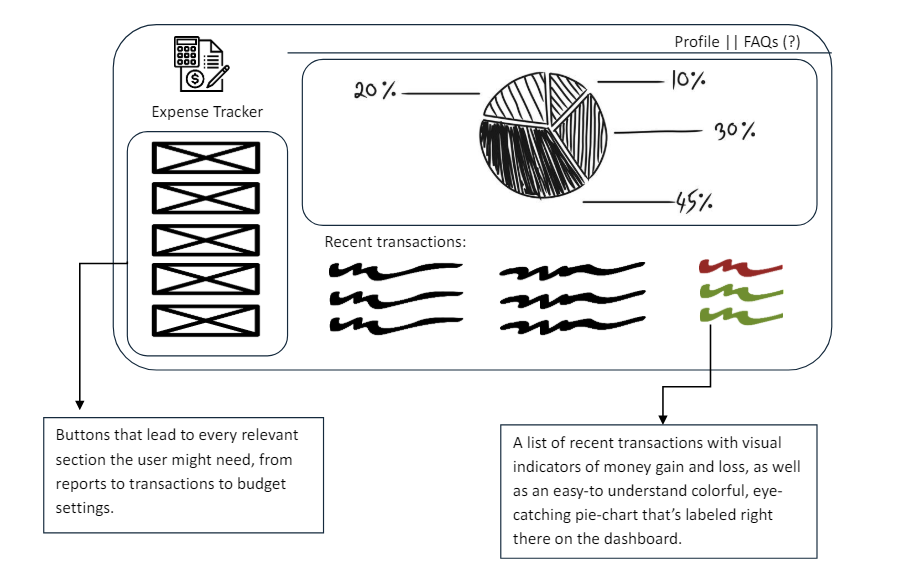 Profile || FAQs (?)
Expense Tracker
20%
10%
30%
45%
Recent transactions:
Buttons that lead to every relevant
section the user might need, from
reports to transactions to budget
settings.
A list of recent transactions with visual
indicators of money gain and loss, as well
as an easy-to understand colorful, eye-
catching pie-chart that's labeled right
there on the dashboard.